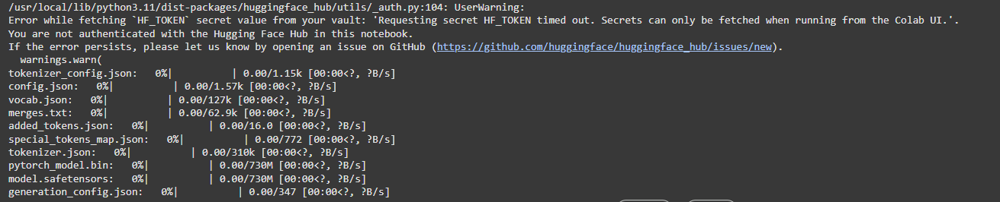 /usr/local/lib/python3.11/dist-packages/huggingface_hub/utils/_auth.py:104: UserWarning:
Error while fetching `HF_TOKEN` secret value from your vault: 'Requesting secret HF_TOKEN timed out. Secrets can only be fetched when running from the Colab UI.'.
You are not authenticated with the Hugging Face Hub in this notebook.
If the error persists, please let us know by opening an issue on GitHub (https://github.com/huggingface/huggingface_hub/issues/new).
  warnings.warn(
tokenizer_config.json:   0%|          | 0.00/1.15k [00:00<?, ?B/s]
config.json:   0%|          | 0.00/1.57k [00:00<?, ?B/s]
vocab.json:   0%|          | 0.00/127k [00:00<?, ?B/s]
merges.txt:   0%|          | 0.00/62.9k [00:00<?, ?B/s]
added_tokens.json:   0%|          | 0.00/16.0 [00:00<?, ?B/s]
special_tokens_map.json:   0%|          | 0.00/772 [00:00<?, ?B/s]
tokenizer.json:   0%|          | 0.00/310k [00:00<?, ?B/s]
pytorch_model.bin:   0%|          | 0.00/730M [00:00<?, ?B/s]
model.safetensors:   0%|          | 0.00/730M [00:00<?, ?B/s]
generation_config.json:   0%|          | 0.00/347 [00:00<?, ?B/s]